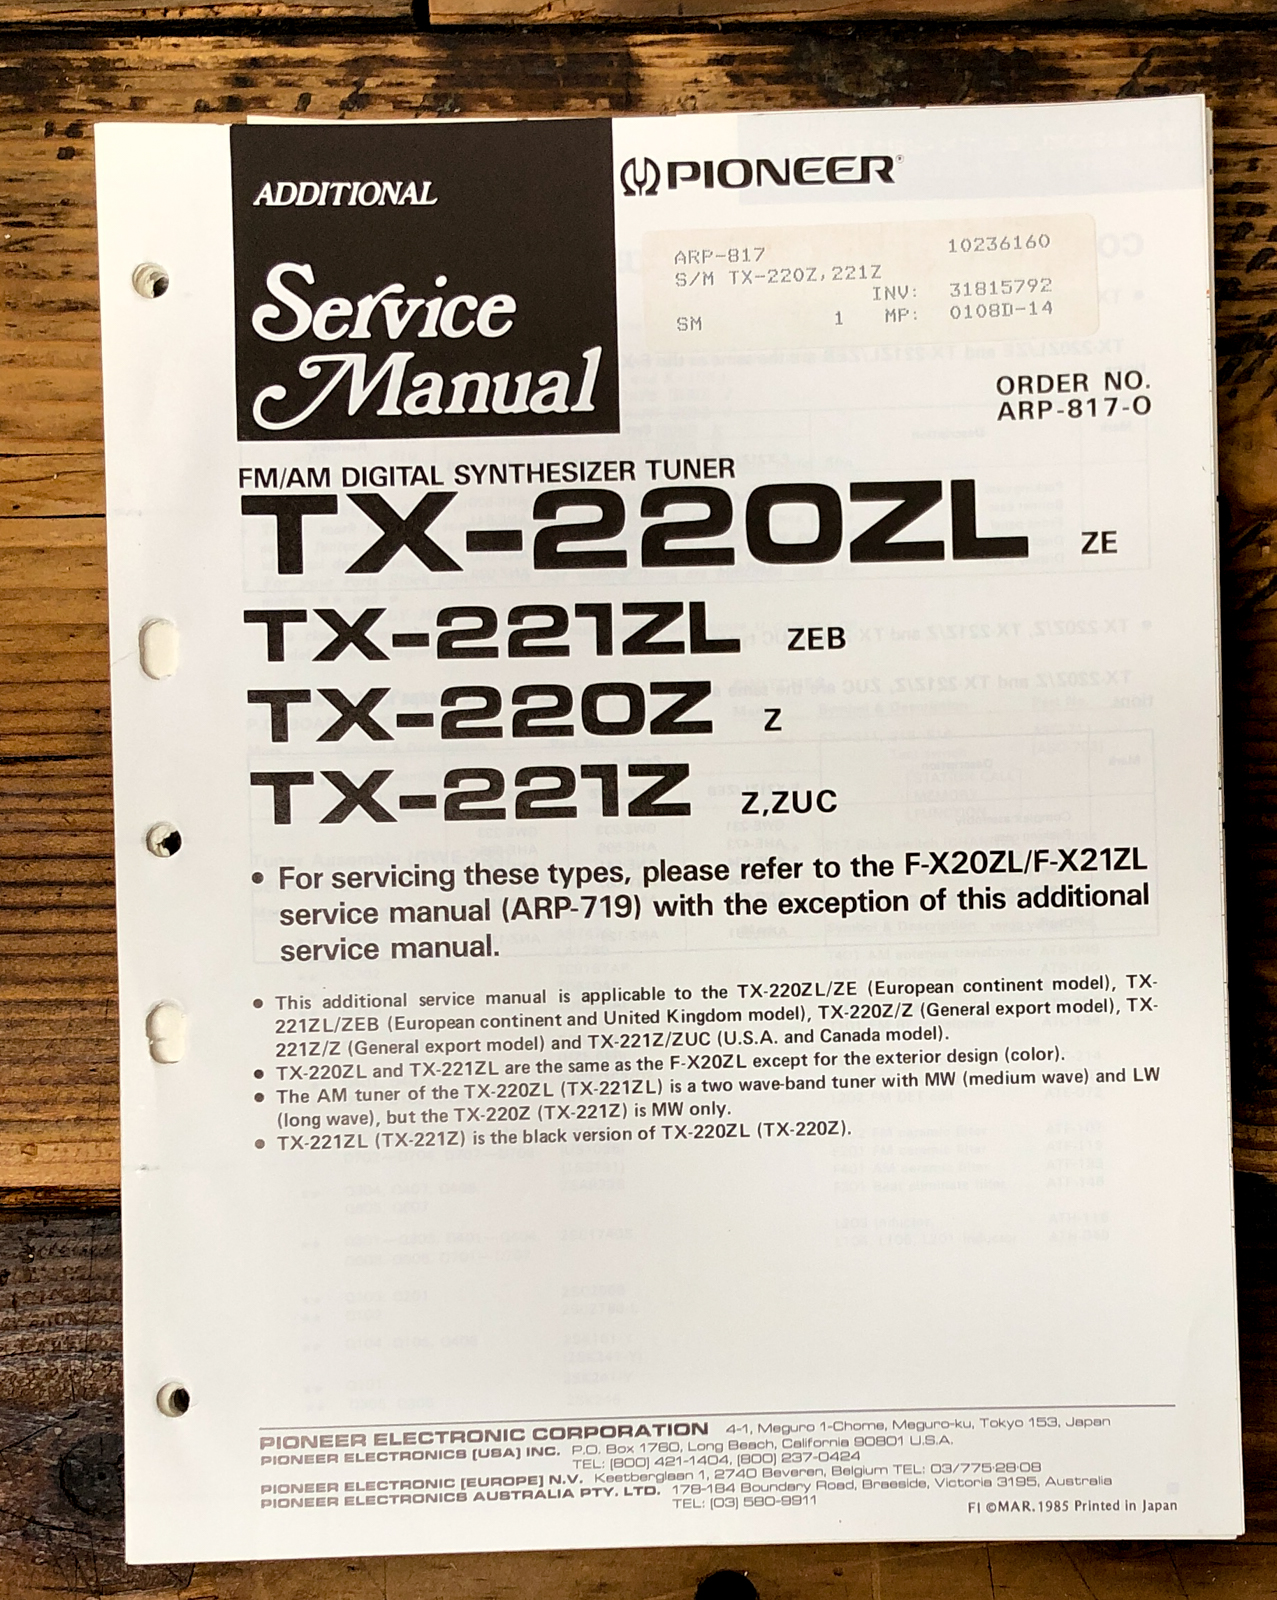 ADDITIONAL
Service
Manual
PIONEER®
ARP-817 10236160
S/M TX-220Z,221Z
INV: 31815792
SM 1 MP: 0108D-14
ORDER NO.
ARP-817-0
FM/AM DIGITAL SYNTHESIZER TUNER
TX-220ZL ZE
TX-221ZL ZEB
TX-220Z Z
TX-221Z Z,ZUC
• For servicing these types, please refer to the F-X20ZL/F-X21ZL
service manual (ARP-719) with the exception of this additional
service manual.
• This additional service manual is applicable to the TX-220ZL/ZE (European continent model), TX-
221ZL/ZEB (European continent and United Kingdom model), TX-220Z/Z (General export model), TX-
221Z/Z (General export model) and TX-221Z/ZUC (U.S.A. and Canada model).
• TX-220ZL and TX-221ZL are the same as the F-X20ZL except for the exterior design (color).
• The AM tuner of the TX-220ZL (TX-221ZL) is a two wave-band tuner with MW (medium wave) and LW
(long wave), but the TX-220Z (TX-221Z) is MW only.
• TX-221ZL (TX-221Z) is the black version of TX-220ZL (TX-220Z).
PIONEER ELECTRONIC CORPORATION 4-1, Meguro 1-Chome, Meguro-ku, Tokyo 153, Japan
PIONEER ELECTRONICS [USA] INC. P.O. Box 1760, Long Beach, California 90801 U.S.A.
TEL: [800] 421-1404, [800] 237-0424
PIONEER ELECTRONIC [EUROPE] N.V. Keetberglaan 1, 2740 Beveren, Belgium TEL: 03/775·28·08
PIONEER ELECTRONICS AUSTRALIA PTY. LTD. 178-184 Boundary Road, Braeside, Victoria 3195, Australia
TEL: [03] 580-9911
FI ©MAR. 1985 Printed in Japan